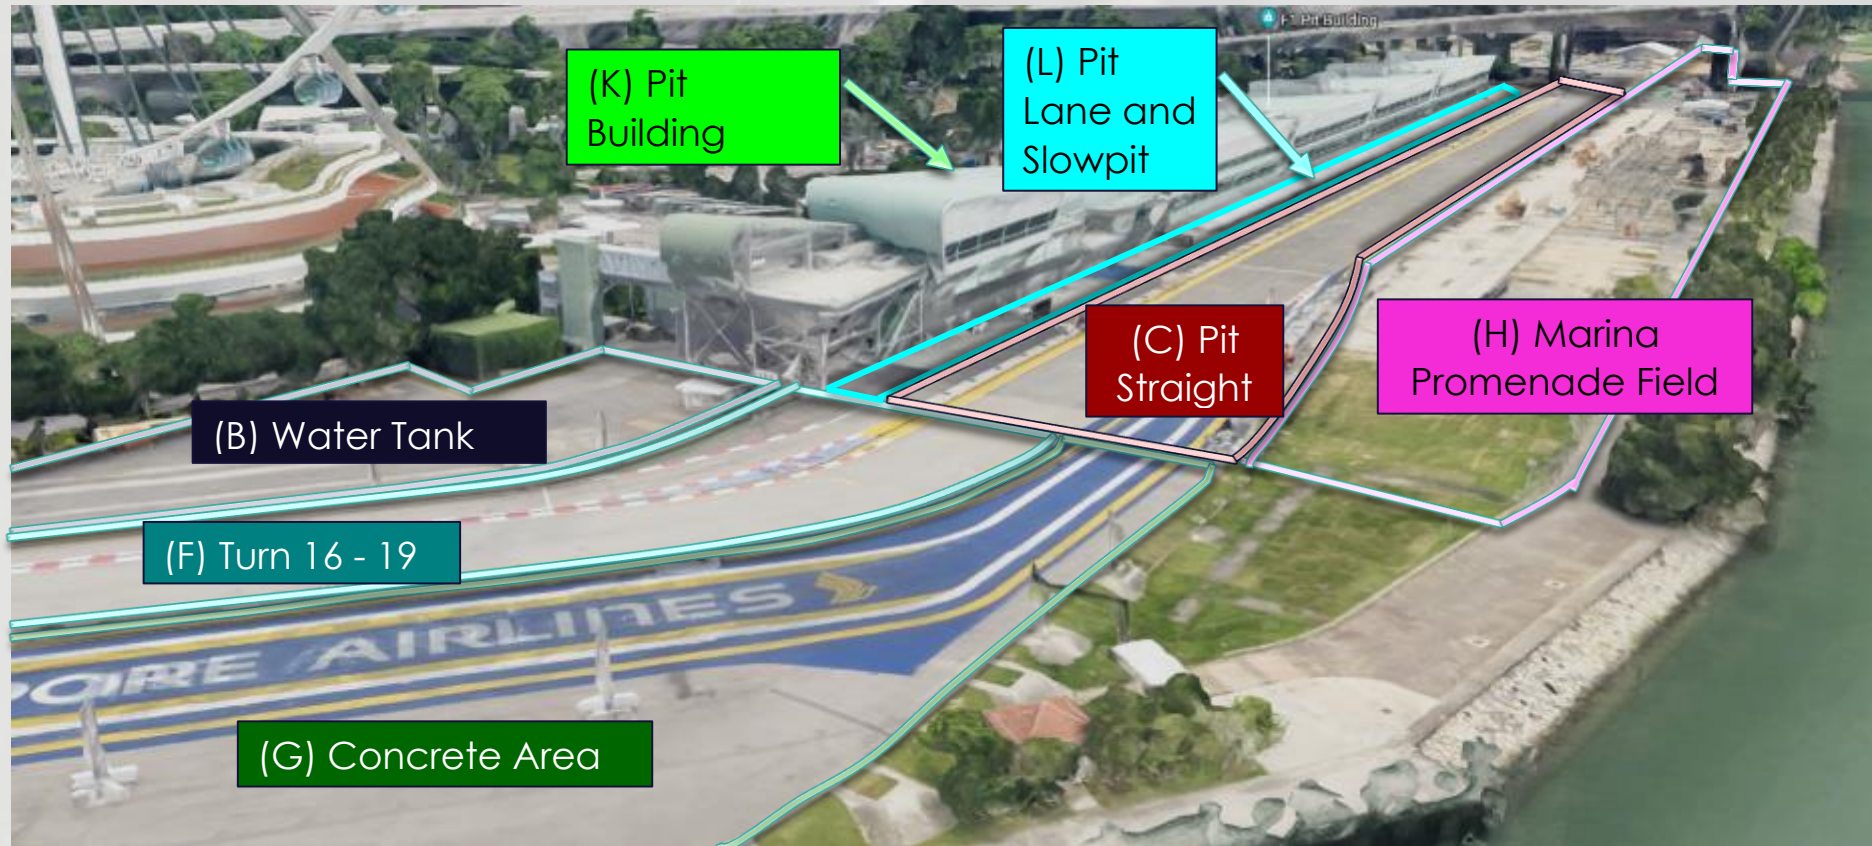 F1 Pit Building
(K) Pit
Building
(L) Pit
Lane and
Slowpit
(C) Pit
Straight
(H) Marina
Promenade Field
(B) Water Tank
(F) Turn 16 - 19
AIRLINES
(G) Concrete Area